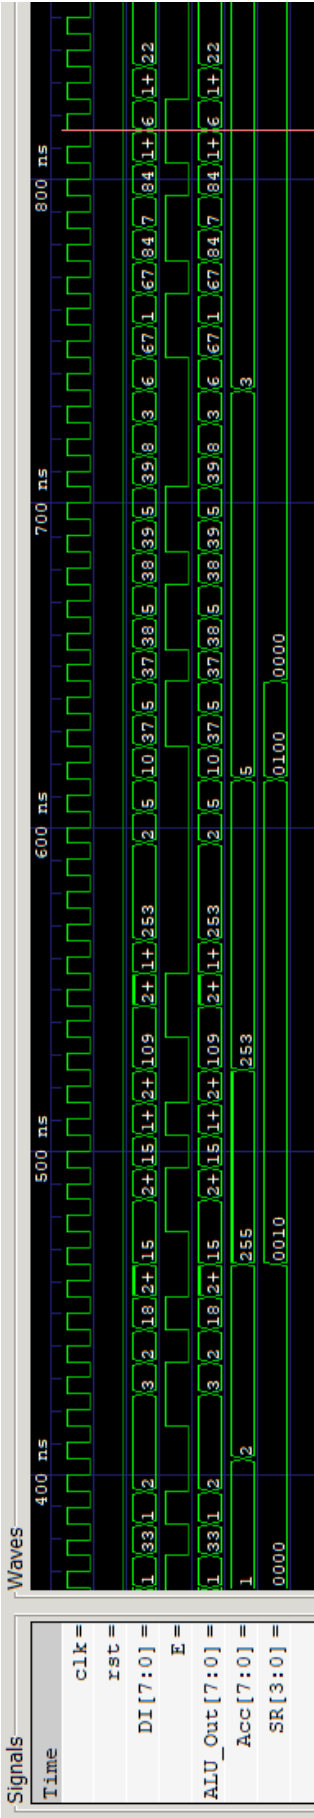 Signals Waves
Time 400 ns 500 ns 600 ns 700 ns 800 ns
clk=
rst=
DI[7:0]= 1 33 1 2 3 2 18 2+ 15 2+ 15 1+ 2+ 109 2+ 1+ 253 2 5 10 37 5 37 38 5 38 39 5 39 8 3 6 67 1 67 84 7 84 1+ 6 1+ 22
E=
ALU_Out[7:0]= 1 33 1 2 3 2 18 2+ 15 2+ 15 1+ 2+ 109 2+ 1+ 253 2 5 10 37 5 37 38 5 38 39 5 39 8 3 6 67 1 67 84 7 84 1+ 6 1+ 22
Acc[7:0]= 1 2 255 253 5 3
SR[3:0]= 0000 0010 0100 0000